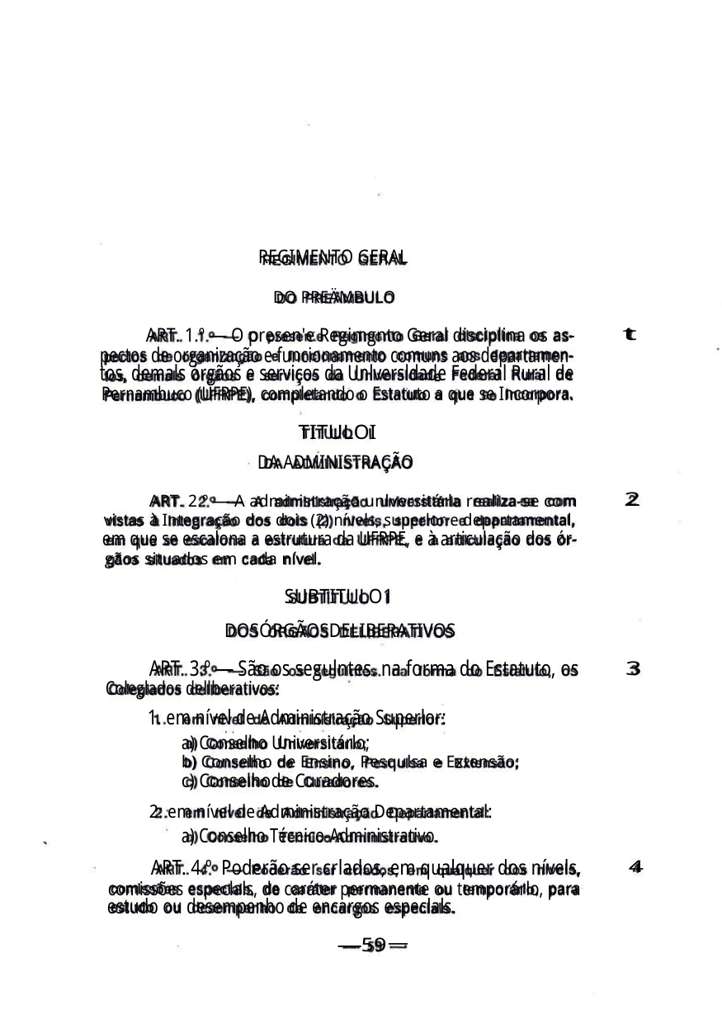 REGIMENTO GERAL
DO PREÂMBULO
ART. 1.º — O presente Regimento Geral disciplina os as- 1
pectos de organização e funcionamento comuns aos departamen-
tos, demais órgãos e serviços da Universidade Federal Rural de
Pernambuco (UFRPE), completando o Estatuto a que se incorpora.
TITULO I
DA ADMINISTRAÇÃO
ART. 2.º — A Administração universitária realiza-se com 2
vistas à Integração dos dois (2) níveis, superior e departamental,
em que se escalona a estrutura da UFRPE, e à articulação dos ór-
gãos situados em cada nível.
SUBTITULO I
DOS ÓRGÃOS DELIBERATIVOS
ART. 3.º — São os seguintes, na forma do Estatuto, os 3
Colegiados deliberativos:
1. em nível de Administração Superior:
a) Conselho Universitário;
b) Conselho de Ensino, Pesquisa e Extensão;
c) Conselho de Curadores.
2. em nível de Administração Departamental:
a) Conselho Técnico-Administrativo.
ART. 4.º Poderão ser criados, em qualquer dos níveis, 4
comissões especiais, de caráter permanente ou temporário, para
estudo ou desempenho de encargos especiais.
— 59 —